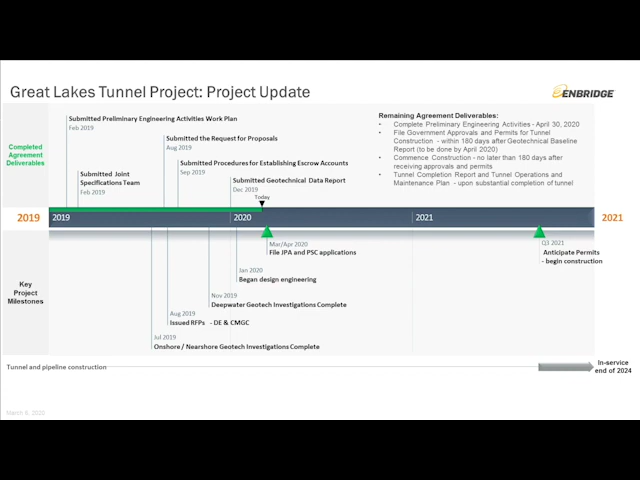 Great Lakes Tunnel Project: Project Update
ENBRIDGE
Completed
Agreement
Deliverables
Submitted Preliminary Engineering Activities Work Plan
Feb 2019
Submitted the Request for Proposals
Aug 2019
Submitted Procedures for Establishing Escrow Accounts
Sep 2019
Submitted Joint
Specifications Team
Feb 2019
Submitted Geotechnical Data Report
Dec 2019
Today
Remaining Agreement Deliverables:
• Complete Preliminary Engineering Activities - April 30, 2020
• File Government Approvals and Permits for Tunnel
Construction - within 180 days after Geotechnical Baseline
Report (to be done by April 2020)
• Commence Construction - no later than 180 days after
receiving approvals and permits
• Tunnel Completion Report and Tunnel Operations and
Maintenance Plan - upon substantial completion of tunnel
2019
2019
2020
2021
2021
Key
Project
Milestones
Mar/Apr 2020
File JPA and PSC applications
Q3 2021
Anticipate Permits
- begin construction
Jan 2020
Began design engineering
Nov 2019
Deepwater Geotech Investigations Complete
Aug 2019
Issued RFPs - DE & CMGC
Jul 2019
Onshore / Nearshore Geotech Investigations Complete
Tunnel and pipeline construction
In-service
end of 2024